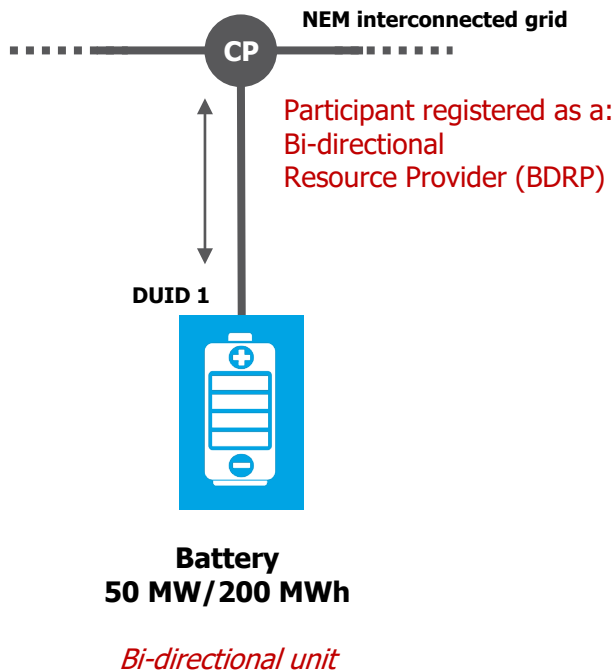 NEM interconnected grid
CP
Participant registered as a:
Bi-directional
Resource Provider (BDRP)
DUID 1
Battery
50 MW/200 MWh
Bi-directional unit